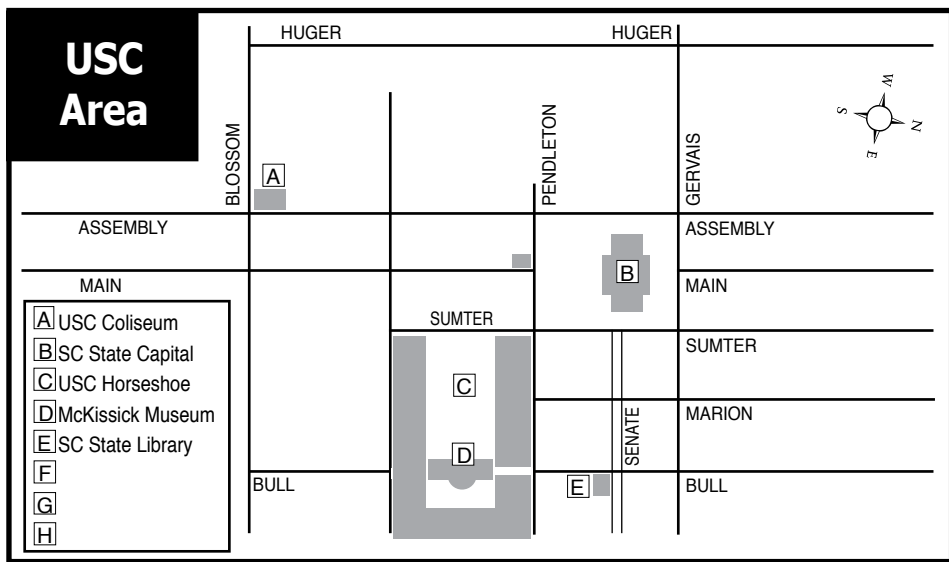 USC
Area
HUGER HUGER
BLOSSOM
PENDLETON
GERVAIS
W
S
N
E
A
ASSEMBLY ASSEMBLY
B
MAIN MAIN
SUMTER SUMTER
C
MARION
SENATE
D
BULL BULL
E
A USC Coliseum
B SC State Capital
C USC Horseshoe
D McKissick Museum
E SC State Library
F
G
H